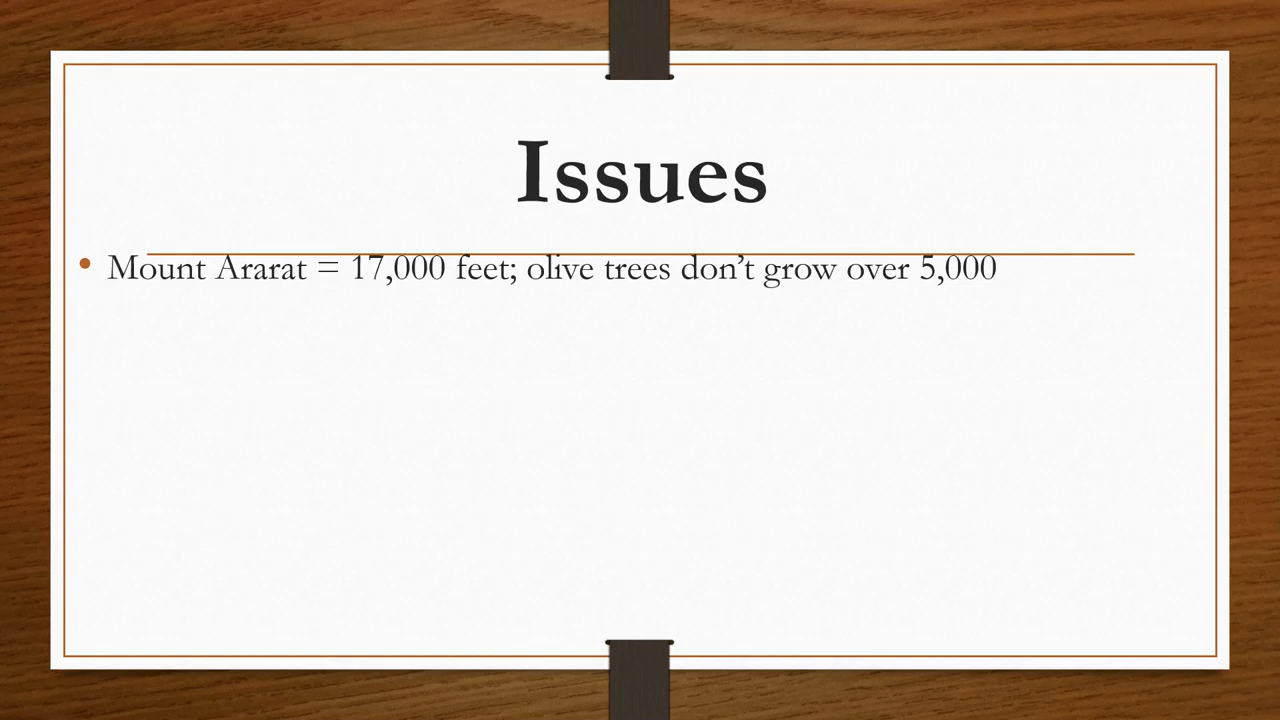 Issues
• Mount Ararat = 17,000 feet; olive trees don’t grow over 5,000